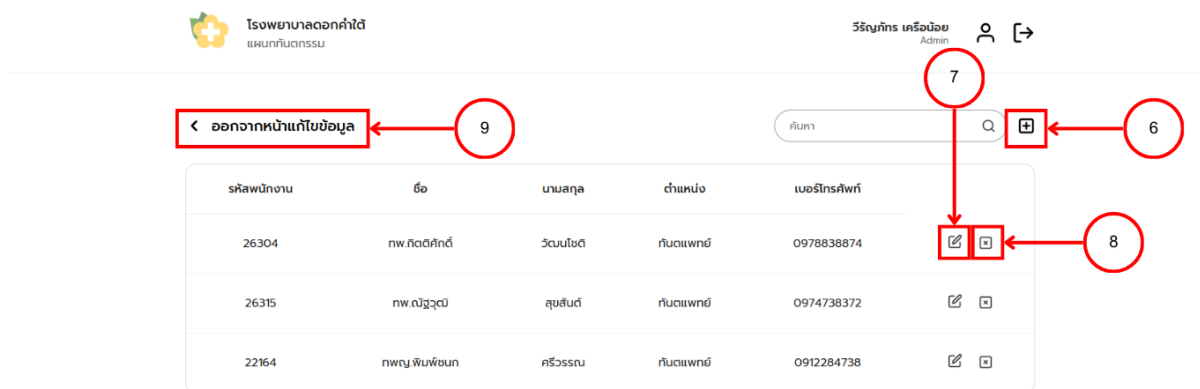 โรงพยาบาลดอกคำใต้
แผนกทันตกรรม
วีรัญภัทร เครือน้อย
Admin
7
ออกจากหน้าแก้ไขข้อมูล
9
ค้นหา
6
รหัสพนักงาน ชื่อ นามสกุล ตำแหน่ง เบอร์โทรศัพท์
26304 ทพ.กิตติศักดิ์ วัฒนโชติ ทันตแพทย์ 0978838874
8
26315 ทพ.ณัฐวุฒิ สุขสันต์ ทันตแพทย์ 0974738372
22164 ทพญ.พิมพ์ชนก ศรีวรรณ ทันตแพทย์ 0912284738